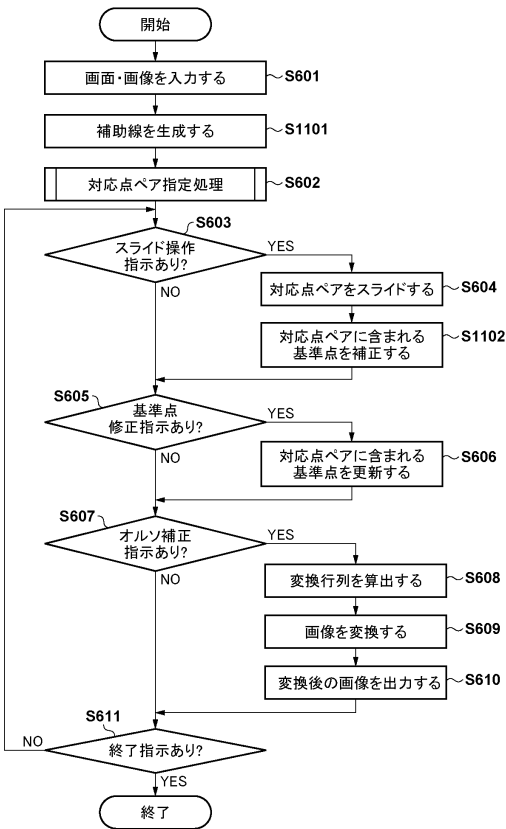 開始
画面・画像を入力する
S601
補助線を生成する
S1101
対応点ペア指定処理
S602
S603
スライド操作
指示あり?
YES
NO
対応点ペアをスライドする
S604
対応点ペアに含まれる
基準点を補正する
S1102
S605
基準点
修正指示あり?
YES
NO
対応点ペアに含まれる
基準点を更新する
S606
S607
オルソ補正
指示あり?
YES
NO
変換行列を算出する
S608
画像を変換する
S609
変換後の画像を出力する
S610
S611
終了指示あり?
NO
YES
終了